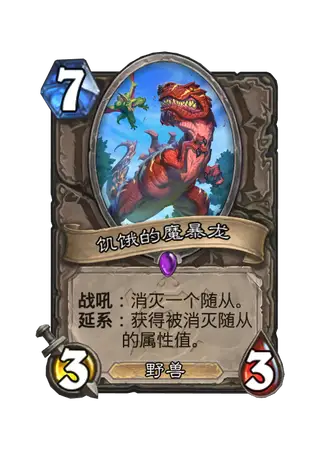 7
饥饿的魔暴龙
战吼：消灭一个随从。
延系：获得被消灭随从
的属性值。
3
野兽
3